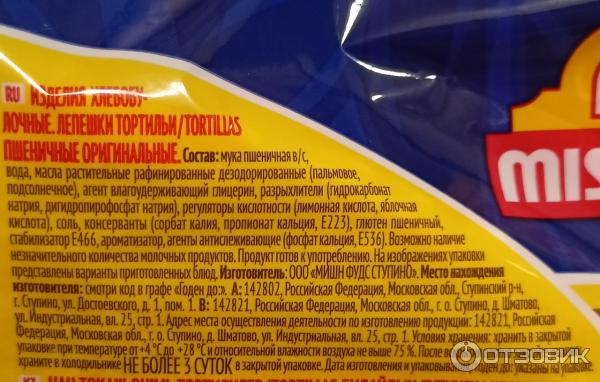 RU ИЗДЕЛИЯ ХЛЕБОБУ-
ЛОЧНЫЕ. ЛЕПЕШКИ ТОРТИЛЬИ/TORTILLAS
ПШЕНИЧНЫЕ ОРИГИНАЛЬНЫЕ. Состав: мука пшеничная в/с,
вода, масла растительные рафинированные дезодорированные (пальмовое,
подсолнечное), агент влагоудерживающий глицерин, разрыхлители (гидрокарбонат
натрия, дигидропирофосфат натрия), регуляторы кислотности (лимонная кислота, яблочная
кислота), соль, консерванты (сорбат калия, пропионат кальция, Е223), глютен пшеничный,
стабилизатор Е466, ароматизатор, агенты антислеживающие (фосфат кальция, Е536). Возможно наличие
незначительного количества молочных продуктов. Продукт готов к употреблению. На изображениях упаковки
представлены варианты приготовленных блюд. Изготовитель: ООО «МИШН ФУДС СТУПИНО». Место нахождения
изготовителя: смотри код в графе «Годен до:». А: 142802, Российская Федерация, Московская обл., Ступинский р-н,
г. Ступино, ул. Достоевского, д. 1, пом. 1. В: 142821, Российская Федерация, Московская обл., г. о. Ступино, д. Шматово,
ул. Индустриальная, вл. 25, стр. 1. Адрес места осуществления деятельности по изготовлению продукции: 142821, Российская
Федерация, Московская обл., г. о. Ступино, д. Шматово, ул. Индустриальная, вл. 25, стр. 1. Условия хранения: хранить в закрытой
упаковке при температуре от +4°С до +28°С и относительной влажности воздуха не выше 75 %. После
хранить в холодильнике НЕ БОЛЕЕ 3 СУТОК в закрытой
MIS
ОТЗОВИК